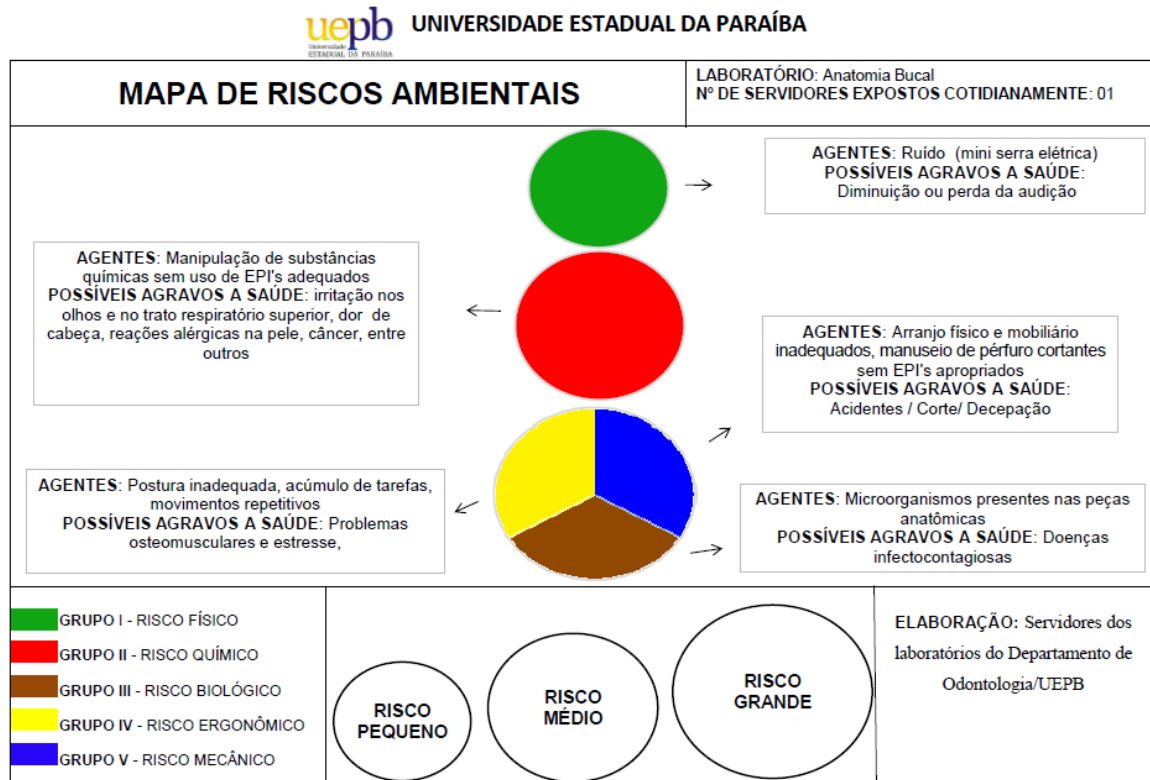 uepb
Universidade
ESTADUAL DA PARAÍBA
UNIVERSIDADE ESTADUAL DA PARAÍBA
MAPA DE RISCOS AMBIENTAIS
LABORATÓRIO: Anatomia Bucal
Nº DE SERVIDORES EXPOSTOS COTIDIANAMENTE: 01
AGENTES: Ruído (mini serra elétrica)
POSSÍVEIS AGRAVOS A SAÚDE:
Diminuição ou perda da audição
AGENTES: Manipulação de substâncias
químicas sem uso de EPI's adequados
POSSÍVEIS AGRAVOS A SAÚDE: irritação nos
olhos e no trato respiratório superior, dor de
cabeça, reações alérgicas na pele, câncer, entre
outros
AGENTES: Arranjo físico e mobiliário
inadequados, manuseio de pérfuro cortantes
sem EPI's apropriados
POSSÍVEIS AGRAVOS A SAÚDE:
Acidentes / Corte/ Decepação
AGENTES: Postura inadequada, acúmulo de tarefas,
movimentos repetitivos
POSSÍVEIS AGRAVOS A SAÚDE: Problemas
osteomusculares e estresse,
AGENTES: Microorganismos presentes nas peças
anatômicas
POSSÍVEIS AGRAVOS A SAÚDE: Doenças
infectocontagiosas
GRUPO I - RISCO FÍSICO
GRUPO II - RISCO QUÍMICO
GRUPO III - RISCO BIOLÓGICO
GRUPO IV - RISCO ERGONÔMICO
GRUPO V - RISCO MECÂNICO
RISCO
PEQUENO
RISCO
MÉDIO
RISCO
GRANDE
ELABORAÇÃO: Servidores dos
laboratórios do Departamento de
Odontologia/UEPB